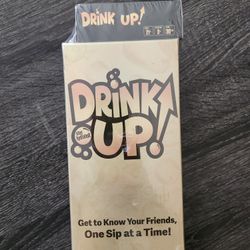 DRINK UP!
DRINK
UP!
Get to Know Your Friends,
One Sip at a Time!